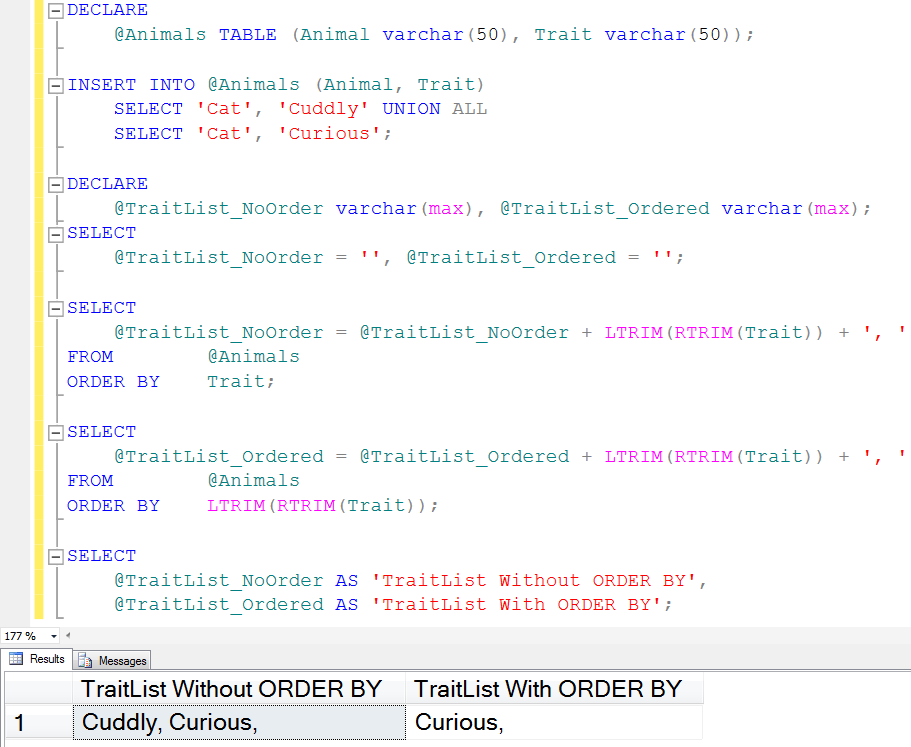 DECLARE
@Animals TABLE (Animal varchar(50), Trait varchar(50));
INSERT INTO @Animals (Animal, Trait)
SELECT 'Cat', 'Cuddly' UNION ALL
SELECT 'Cat', 'Curious';
DECLARE
@TraitList_NoOrder varchar(max), @TraitList_Ordered varchar(max);
SELECT
@TraitList_NoOrder = '', @TraitList_Ordered = '';
SELECT
@TraitList_NoOrder = @TraitList_NoOrder + LTRIM(RTRIM(Trait)) + ', '
FROM @Animals
ORDER BY Trait;
SELECT
@TraitList_Ordered = @TraitList_Ordered + LTRIM(RTRIM(Trait)) + ', '
FROM @Animals
ORDER BY LTRIM(RTRIM(Trait));
SELECT
@TraitList_NoOrder AS 'TraitList Without ORDER BY',
@TraitList_Ordered AS 'TraitList With ORDER BY';
177 %
Results Messages
TraitList Without ORDER BY TraitList With ORDER BY
1 Cuddly, Curious, Curious,